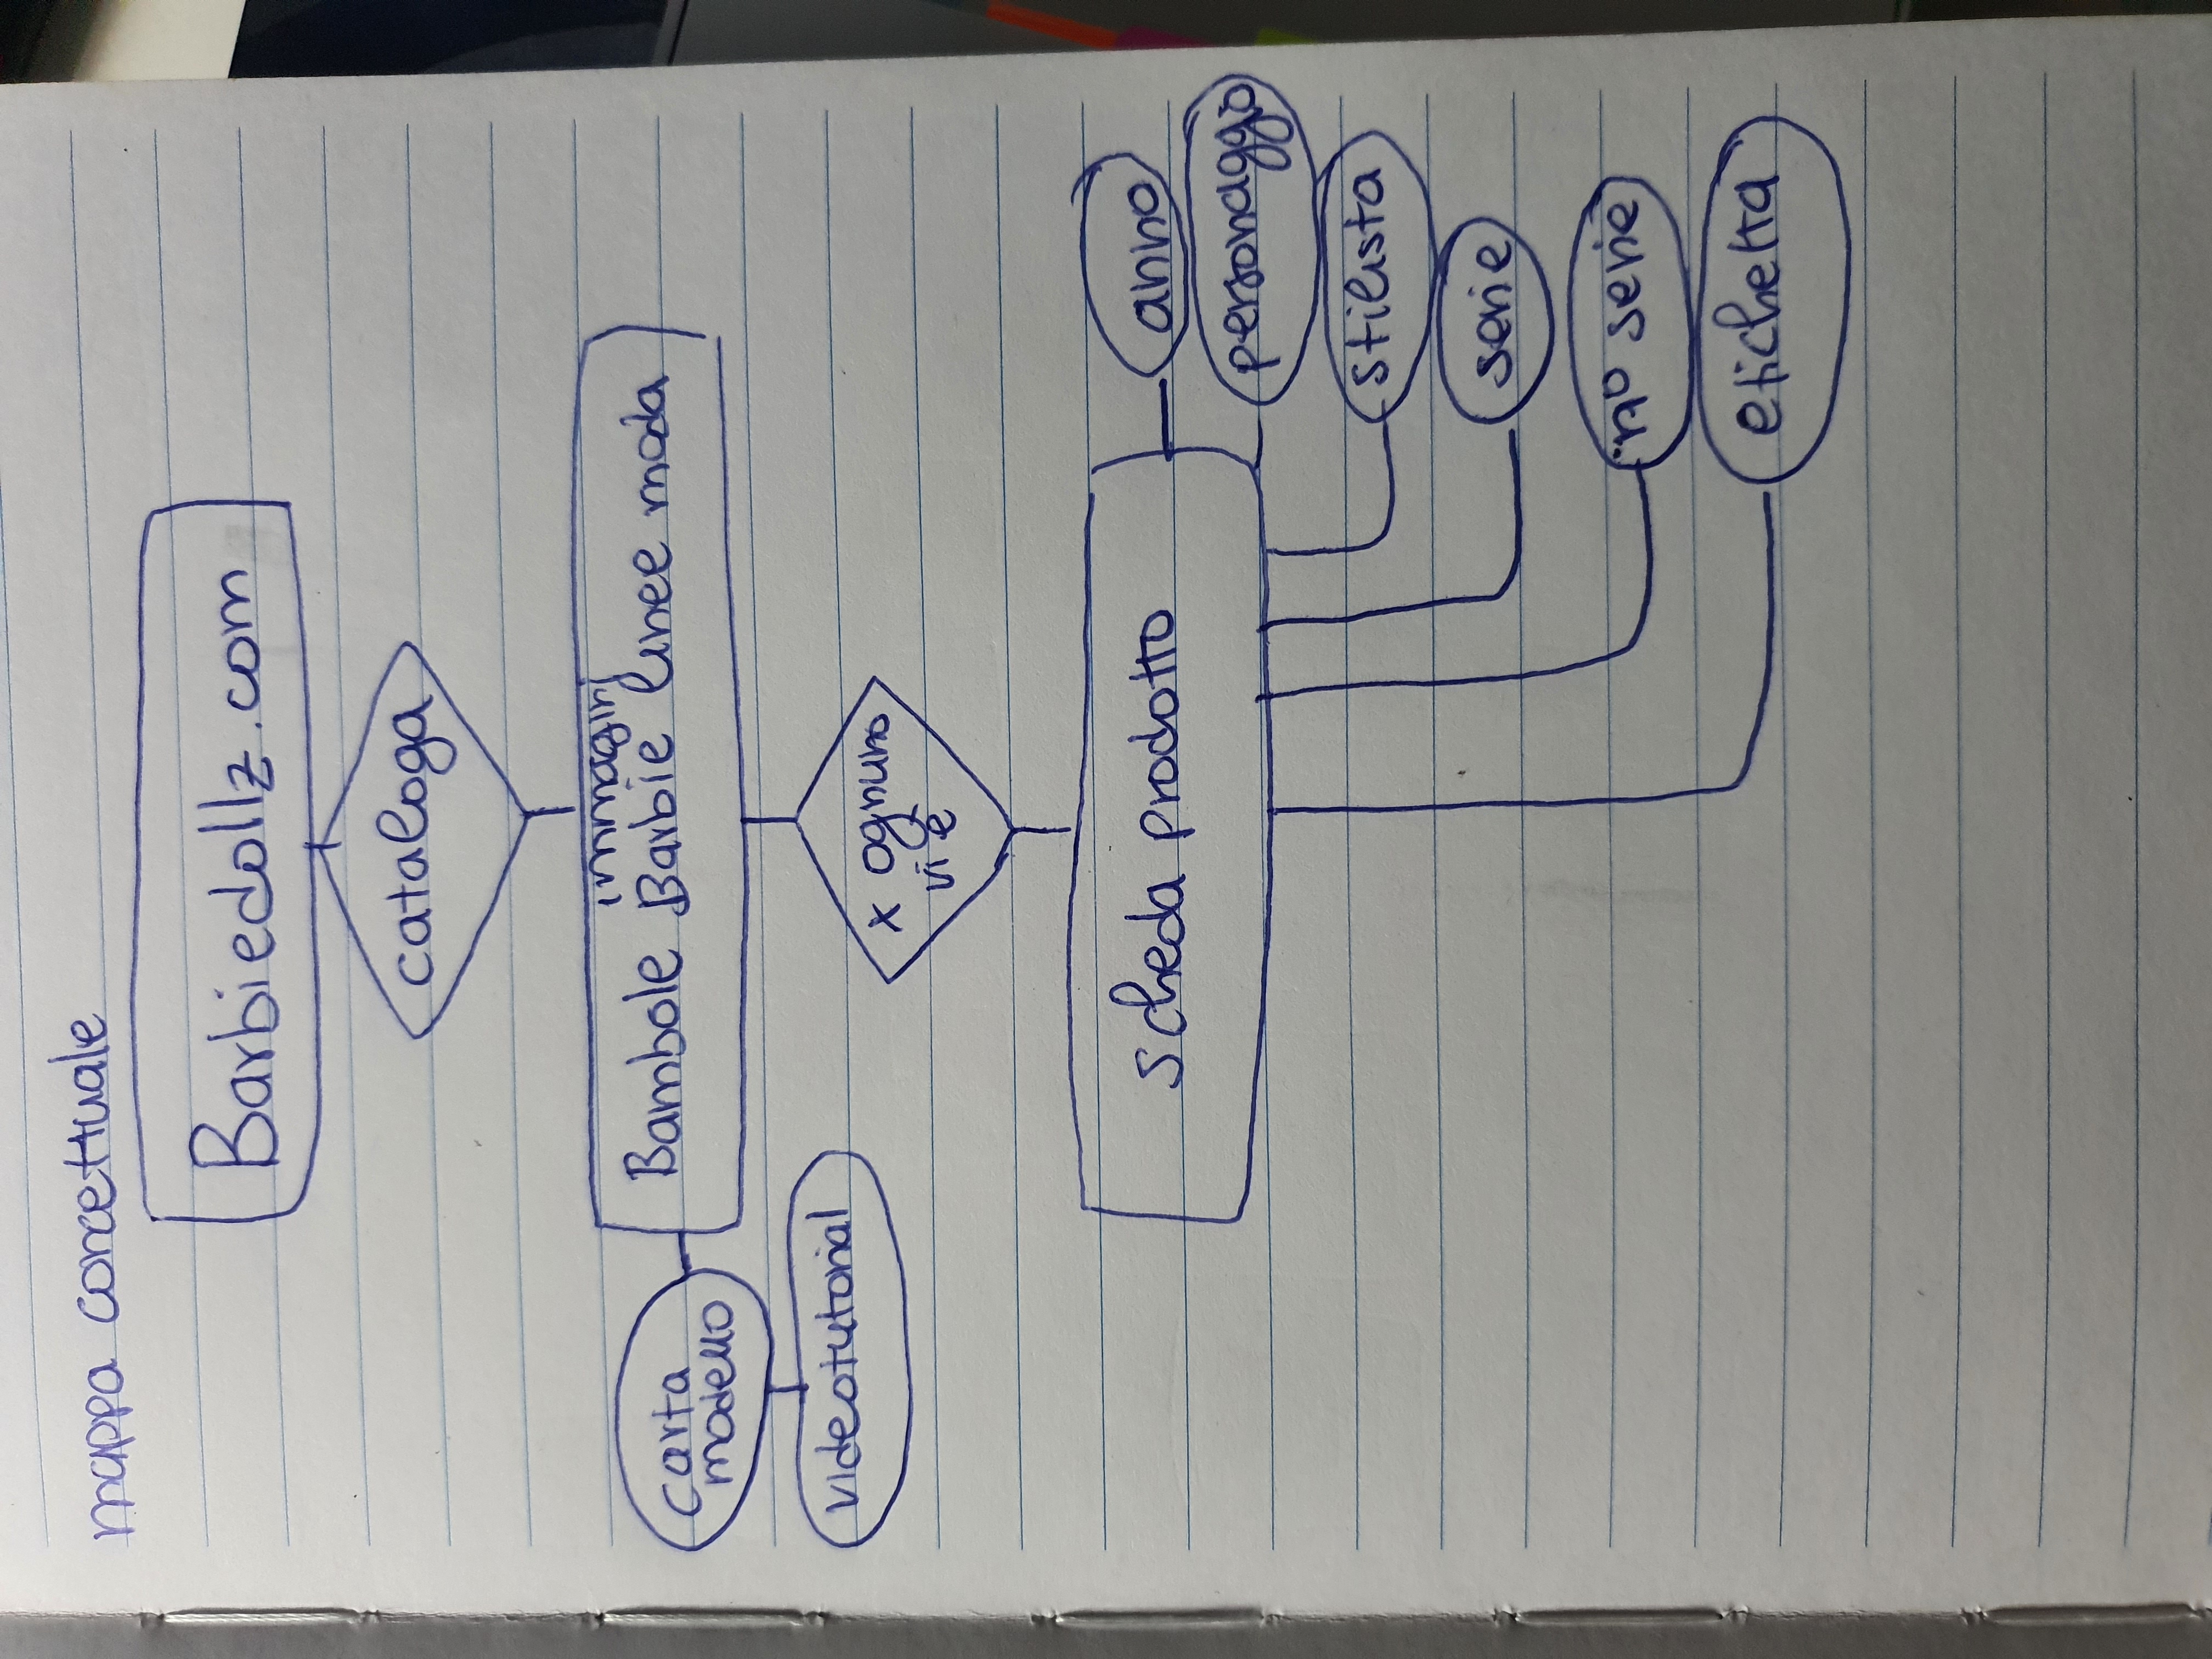 mappa concettuale
Barbiedollz.com
cataloga
immagini
Bambole Barbie linee moda
carta
modello
videotutorial
x ognuno
vi è
scheda prodotto
anno
personaggio
stilista
serie
n° serie
etichetta